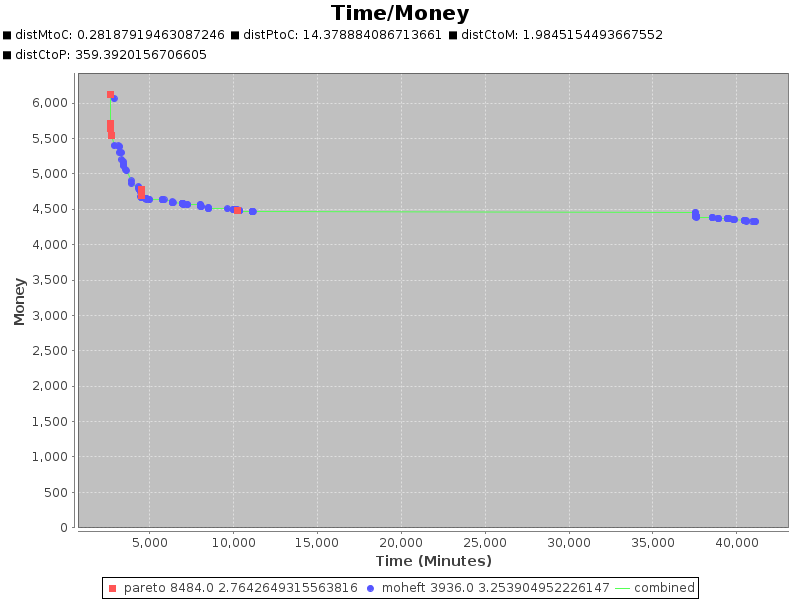 Time/Money
distMtoC: 0.28187919463087246 distPtoC: 14.378884086713661 distCtoM: 1.9845154493667552
distCtoP: 359.3920156706605
6,000
5,500
5,000
4,500
4,000
3,500
3,000
2,500
2,000
1,500
1,000
500
0
Money
5,000 10,000 15,000 20,000 25,000 30,000 35,000 40,000
Time (Minutes)
pareto 8484.0 2.7642649315563816 moheft 3936.0 3.253904952226147 combined